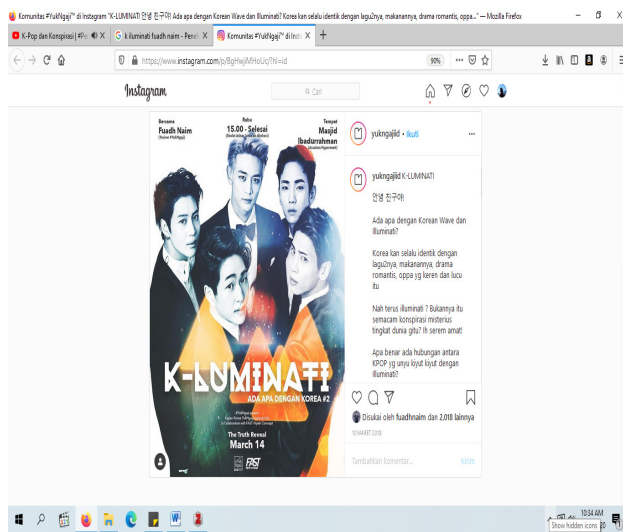 Komunitas #YukNgaji™ di Instagram "K-LUMINATI 안녕 친구야! Ada apa dengan Korean Wave dan Illuminati? Korea kan selalu identik dengan lagu2nya, makanannya, drama romantis, oppa..." — Mozilla Firefox
K-Pop dan Konspirasi | #Pe
k iluminati fuadh naim - Penel
Komunitas #YukNgaji™ di Insta
https://www.instagram.com/p/BgHwjiMHoUc/?hl=id
90%
Instagram
Cari
Bersama
Fuadh Naim
Rabu
15.00 - Selesai
Tempat
Masjid
Ibadurrahman
K-LUMINATI
ADA APA DENGAN KOREA #2
The Truth Reveal
March 14
FAST
yukngajiid • Ikuti
yukngajiid K-LUMINATI
안녕 친구야!
Ada apa dengan Korean Wave dan
Illuminati?
Korea kan selalu identik dengan
lagu2nya, makanannya, drama
romantis, oppa yg keren dan lucu
itu
Nah terus illuminati ? Bukannya itu
semacam konspirasi misterius
tingkat dunia gitu? Ih serem amat!
Apa benar ada hubungan antara
KPOP yg unyu kiyut kiyut dengan
Illuminati?
Disukai oleh fuadhnaim dan 2.018 lainnya
10 MARET 2018
Tambahkan komentar...
Kirim
10:34 AM
Show hidden icons
20